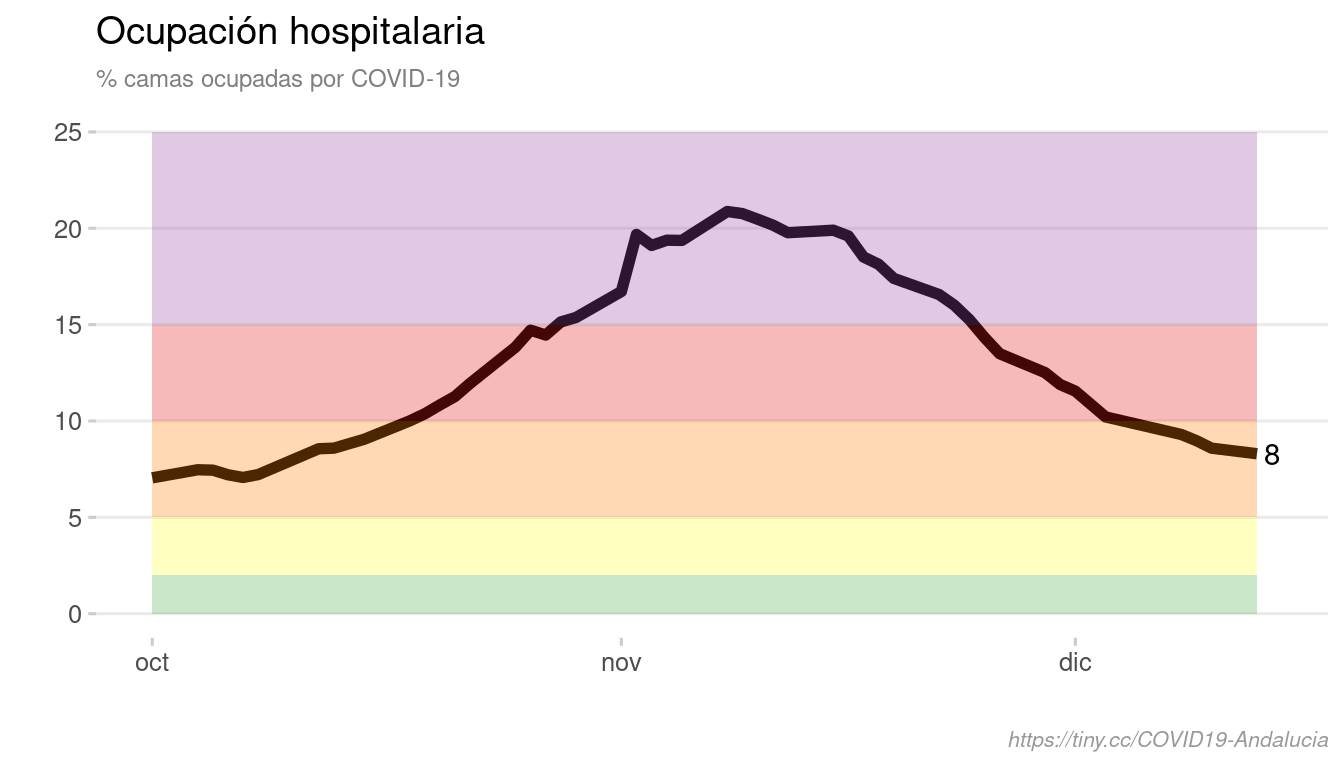 Ocupación hospitalaria
% camas ocupadas por COVID-19
25
20
15
10
5
0
8
oct nov dic
https://tiny.cc/COVID19-Andalucia